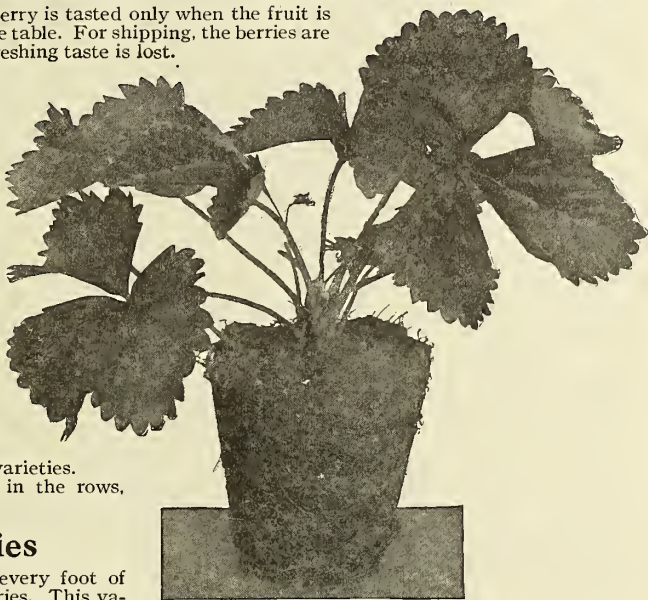 erry is tasted only when the fruit is
e table. For shipping, the berries are
reshing taste is lost.
varieties.
in the rows,
ies
every foot of
ries. This va-